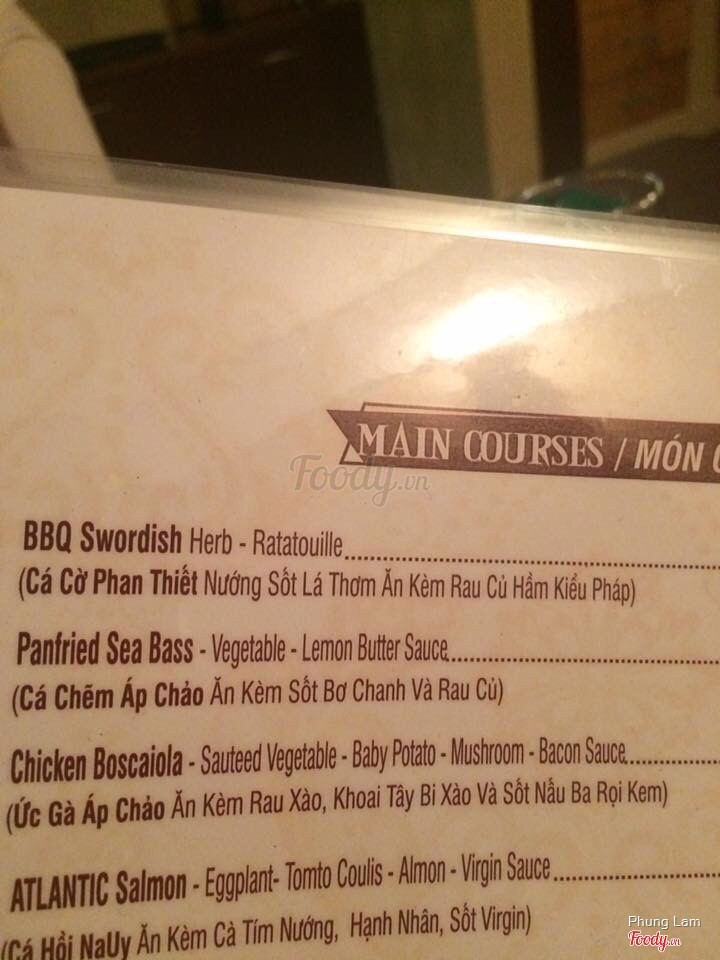 MAIN COURSES / MÓN
Foody.vn
BBQ Swordish Herb - Ratatouille
(Cá Cờ Phan Thiết Nướng Sốt Lá Thơm Ăn Kèm Rau Củ Hầm Kiểu Pháp)
Panfried Sea Bass - Vegetable - Lemon Butter Sauce
(Cá Chẽm Áp Chảo Ăn Kèm Sốt Bơ Chanh Và Rau Củ)
Chicken Boscaiola - Sauteed Vegetable - Baby Potato - Mushroom - Bacon Sauce
(Ức Gà Áp Chảo Ăn Kèm Rau Xào, Khoai Tây Bi Xào Và Sốt Nấu Ba Rọi Kem)
ATLANTIC Salmon - Eggplant- Tomto Coulis - Almon - Virgin Sauce
(Cá Hồi NaUy Ăn Kèm Cà Tím Nướng, Hạnh Nhân, Sốt Virgin)
Phung Lam
Foody.vn